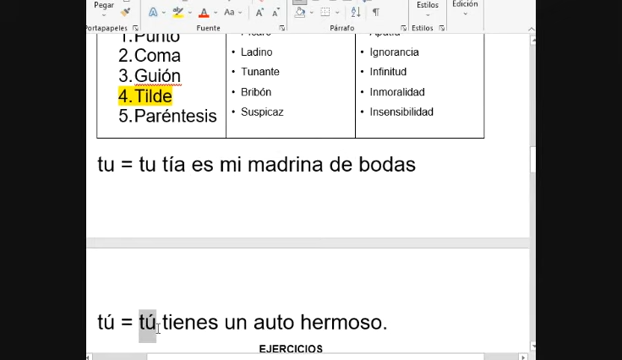 Pegar
Estilos
Edición
Portapapeles
Fuente
Párrafo
Estilos
1.Punto
2.Coma
• Ladino
• Ignorancia
3.Guión
• Tunante
• Infinitud
4.Tilde
• Bribón
• Inmoralidad
5.Paréntesis
• Suspicaz
• Insensibilidad
tu = tu tía es mi madrina de bodas
tú = tú tienes un auto hermoso.
EJERCICIOS